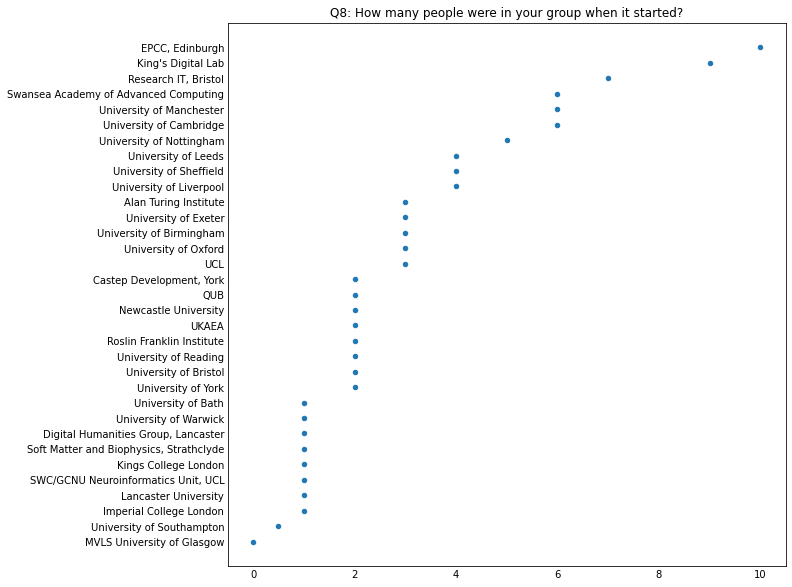 Q8: How many people were in your group when it started?
EPCC, Edinburgh
King's Digital Lab
Research IT, Bristol
Swansea Academy of Advanced Computing
University of Manchester
University of Cambridge
University of Nottingham
University of Leeds
University of Sheffield
University of Liverpool
Alan Turing Institute
University of Exeter
University of Birmingham
University of Oxford
UCL
Castep Development, York
QUB
Newcastle University
UKAEA
Roslin Franklin Institute
University of Reading
University of Bristol
University of York
University of Bath
University of Warwick
Digital Humanities Group, Lancaster
Soft Matter and Biophysics, Strathclyde
Kings College London
SWC/GCNU Neuroinformatics Unit, UCL
Lancaster University
Imperial College London
University of Southampton
MVLS University of Glasgow
0 2 4 6 8 10